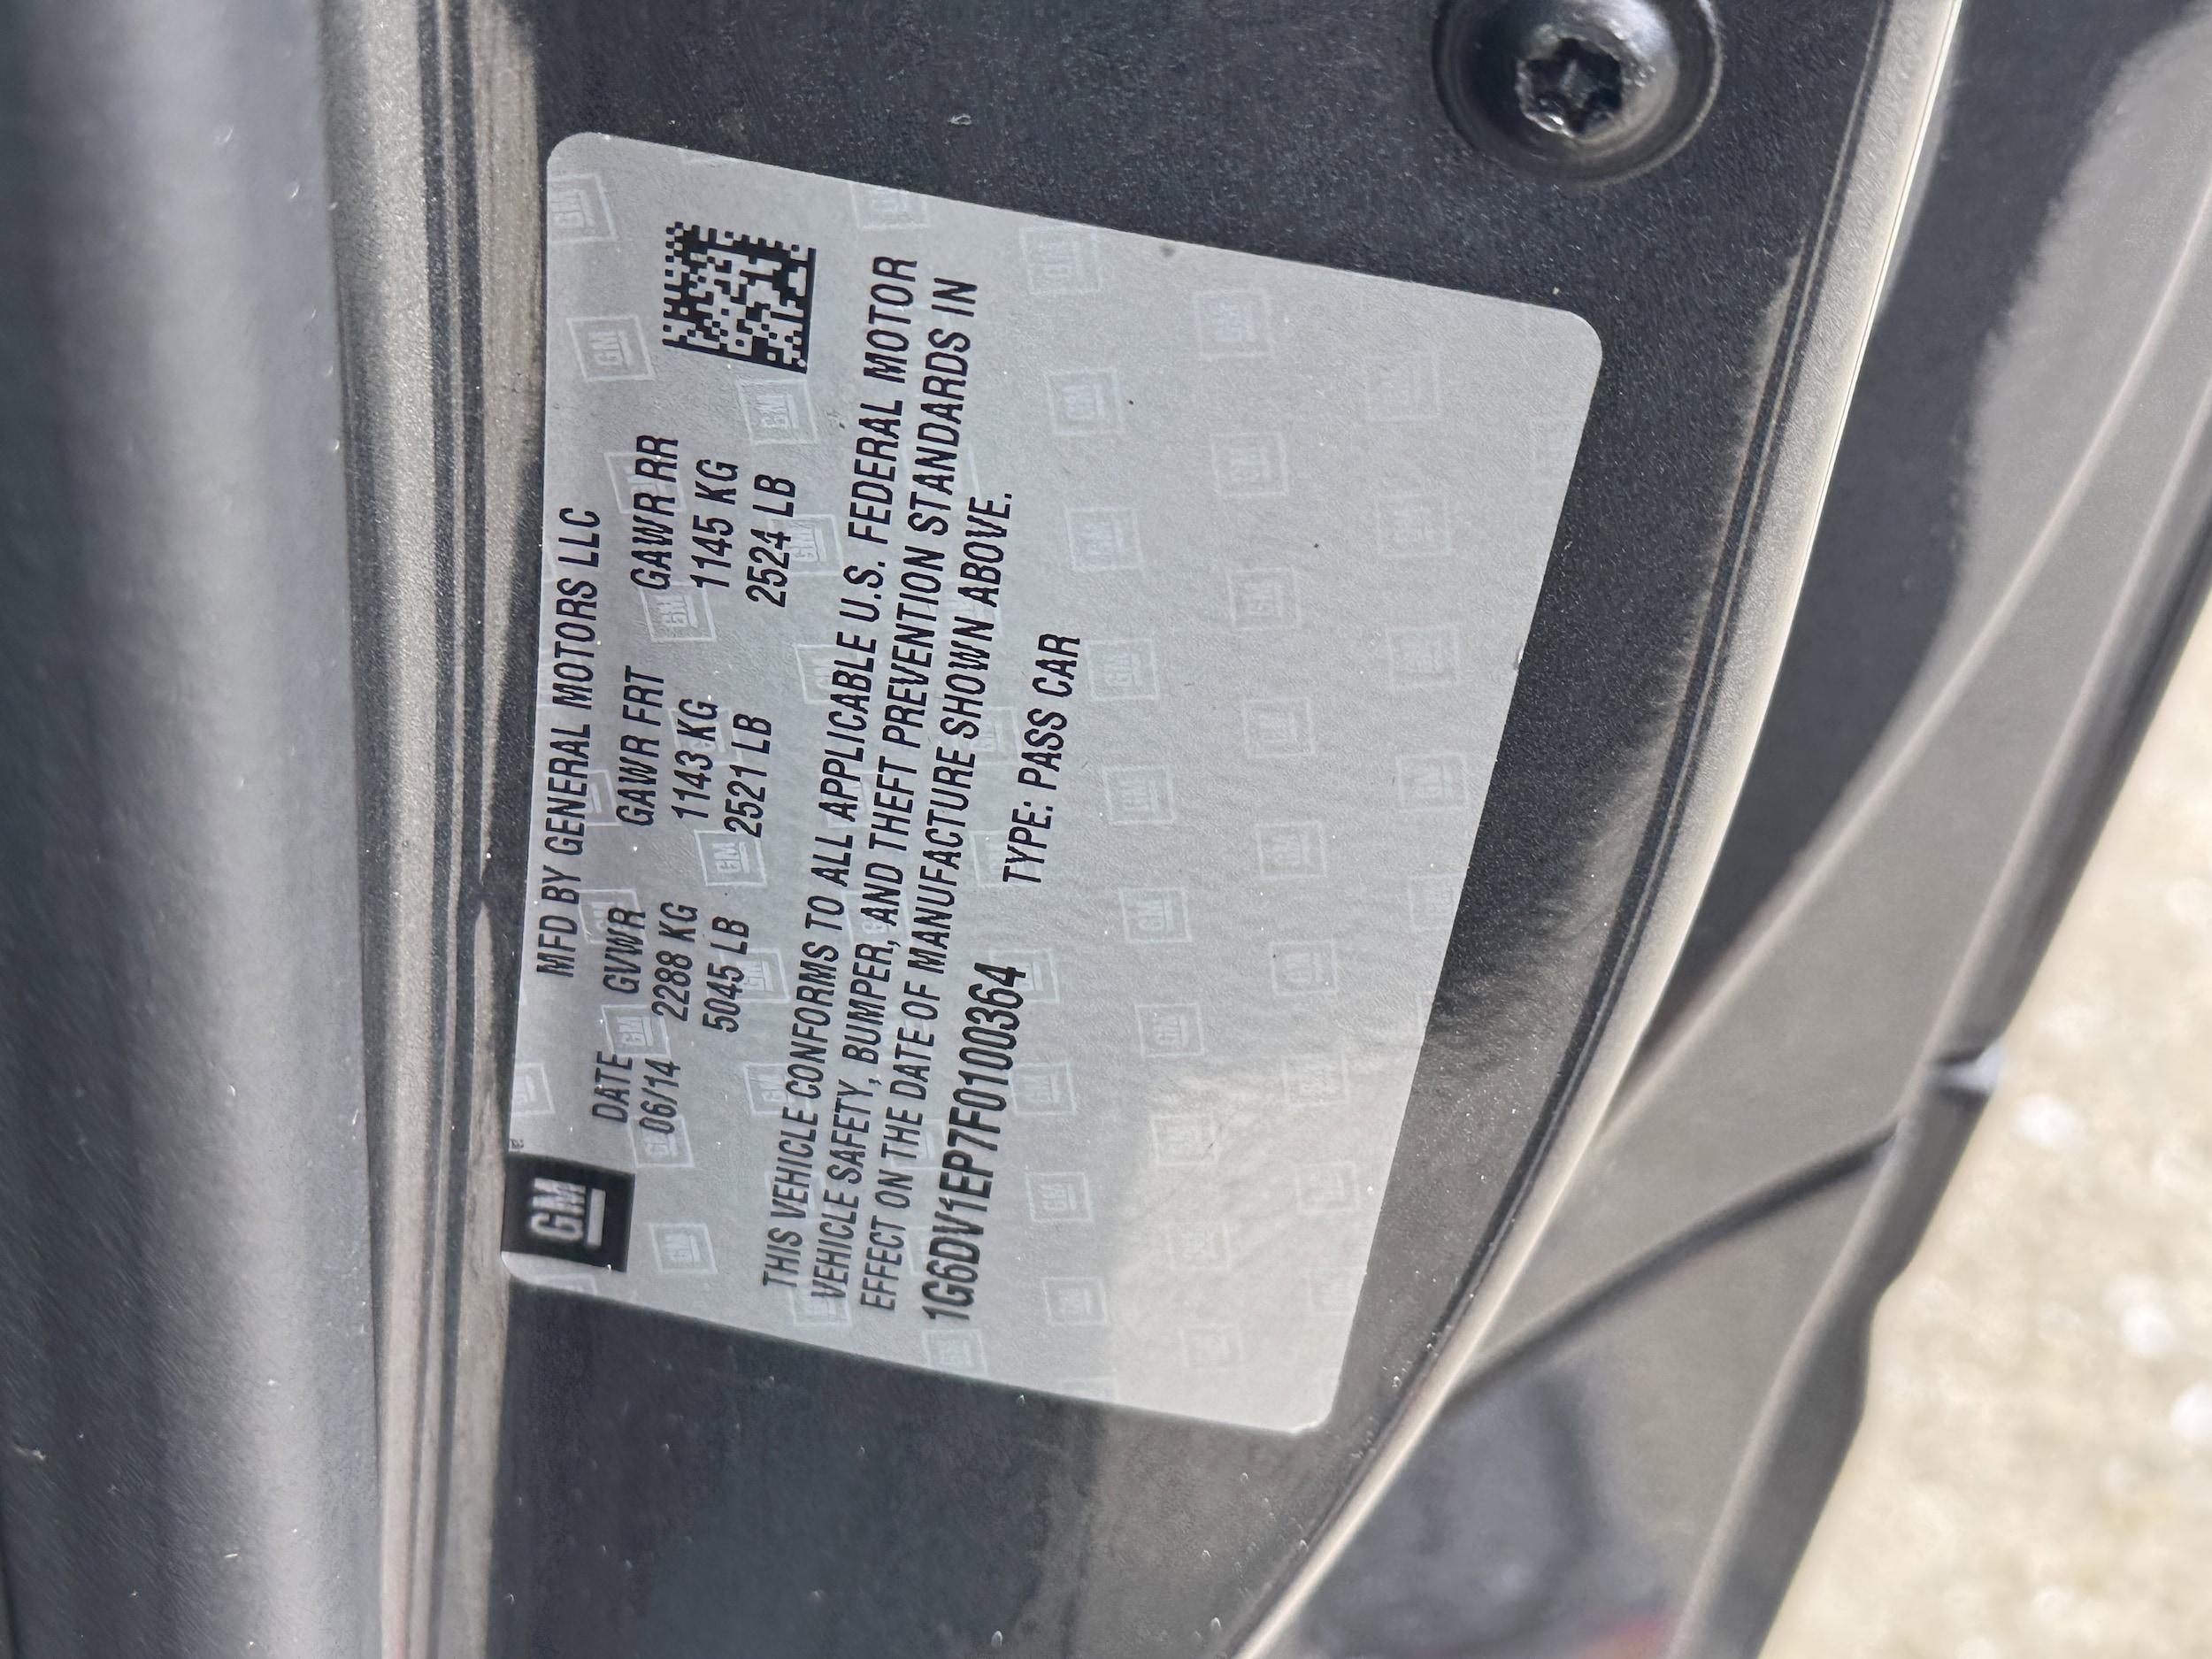 GM
MFD BY GENERAL MOTORS LLC
DATE GVWR GAWR FRT GAWR RR
06/14 2288 KG 1143 KG 1145 KG
5045 LB 2521 LB 2524 LB
THIS VEHICLE CONFORMS TO ALL APPLICABLE U.S. FEDERAL MOTOR
VEHICLE SAFETY, BUMPER, AND THEFT PREVENTION STANDARDS IN
EFFECT ON THE DATE OF MANUFACTURE SHOWN ABOVE.
1G6DV1EP7F0100364 TYPE: PASS CAR